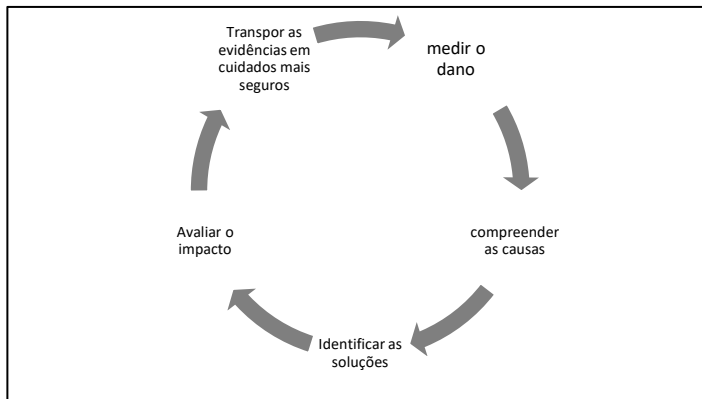 Transpor as
evidências em
cuidados mais
seguros
medir o
dano
compreender
as causas
Identificar as
soluções
Avaliar o
impacto